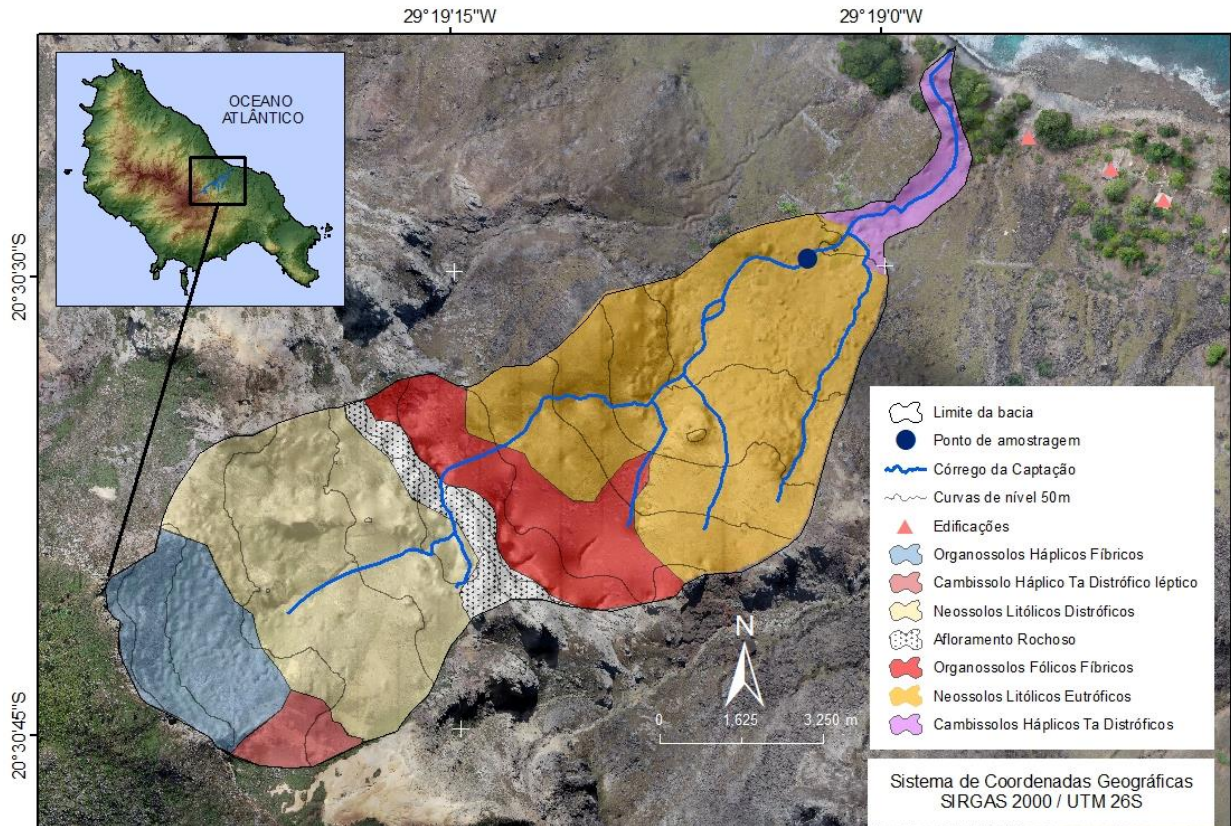 29°19'15"W
29°19'0"W
OCEANO
ATLÂNTICO
20°30'30"S
20°30'45"S
Limite da bacia
Ponto de amostragem
Córrego da Captação
Curvas de nível 50m
Edificações
Organossolos Háplicos Fíbricos
Cambissolo Háplico Ta Distrófico léptico
Neossolos Litólicos Distróficos
Afloramento Rochoso
Organossolos Fólicos Fíbricos
Neossolos Litólicos Eutróficos
Cambissolos Háplicos Ta Distróficos
N
0 1,625 3,250 m
Sistema de Coordenadas Geográficas
SIRGAS 2000 / UTM 26S